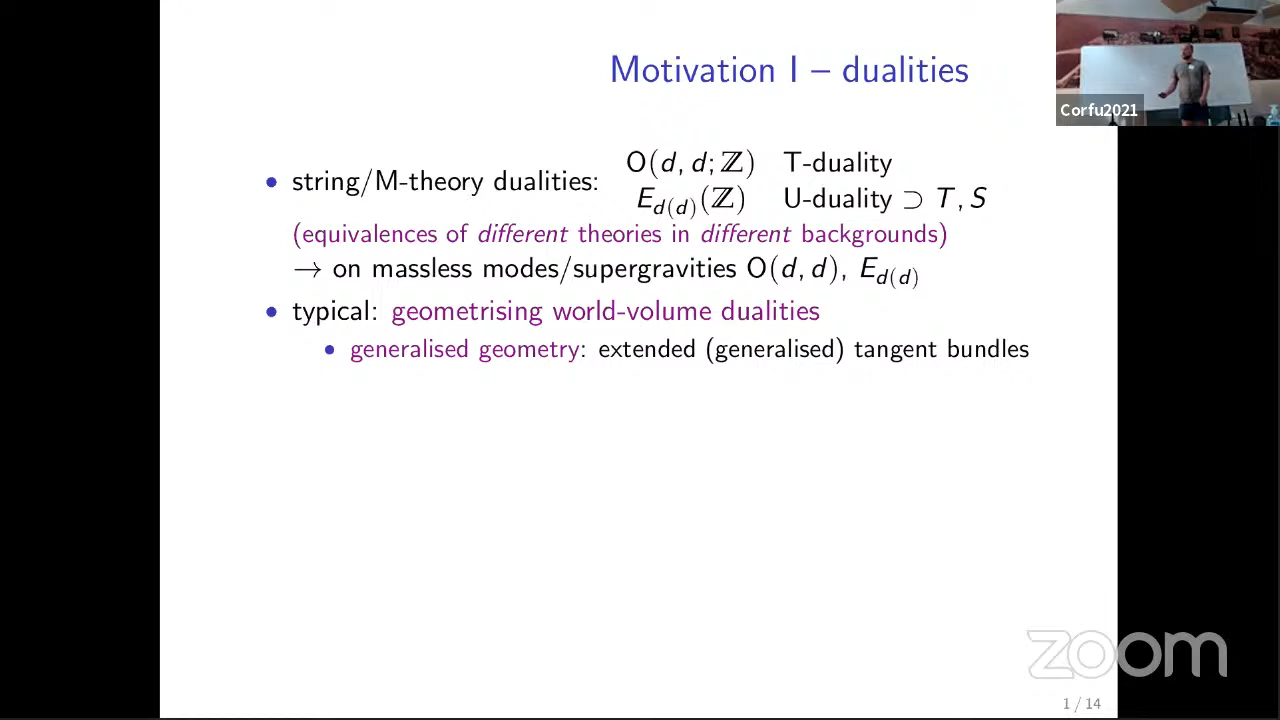 Motivation I – dualities
Corfu2021
• string/M-theory dualities: O(d, d; ℤ) T-duality
E_{d(d)}(ℤ) U-duality ⊃ T, S
(equivalences of different theories in different backgrounds)
→ on massless modes/supergravities O(d, d), E_{d(d)}
• typical: geometrising world-volume dualities
• generalised geometry: extended (generalised) tangent bundles
zoom
1 / 14